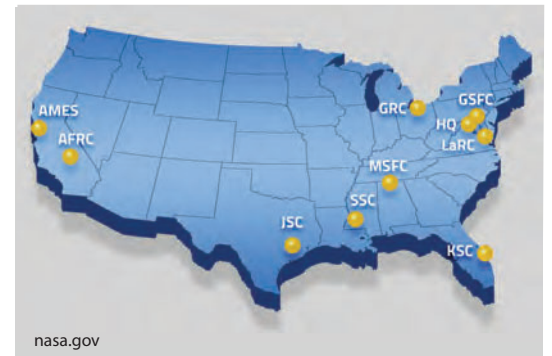 AMES
AFRC
GRC
GSFC
HQ
LaRC
MSFC
SSC
JSC
KSC
nasa.gov